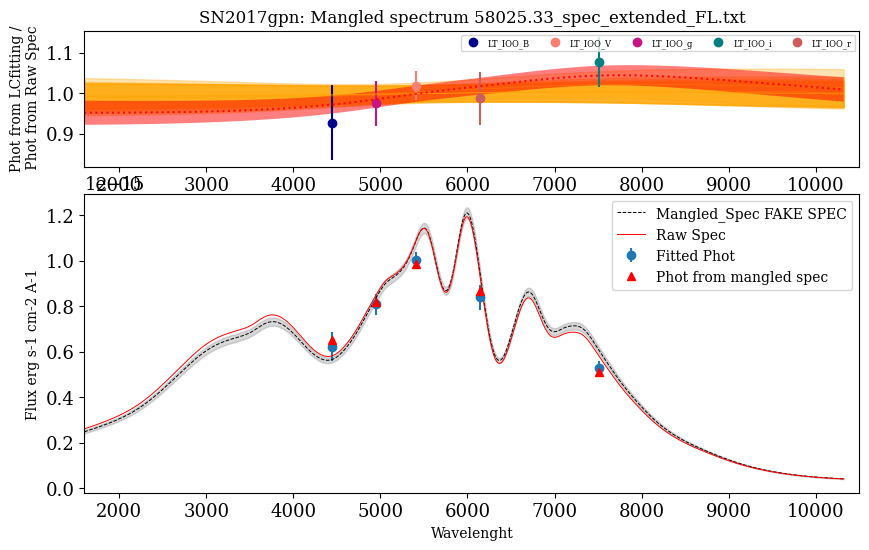 SN2017gpn: Mangled spectrum 58025.33_spec_extended_FL.txt
Phot from LCfitting /
Phot from Raw Spec
1.1
1.0
0.9
LT_IOO_B LT_IOO_V LT_IOO_g LT_IOO_i LT_IOO_r
2000 3000 4000 5000 6000 7000 8000 9000 10000
1e−15
Flux erg s-1 cm-2 A-1
1.2
1.0
0.8
0.6
0.4
0.2
0.0
Mangled_Spec FAKE SPEC
Raw Spec
Fitted Phot
Phot from mangled spec
2000 3000 4000 5000 6000 7000 8000 9000 10000
Wavelenght